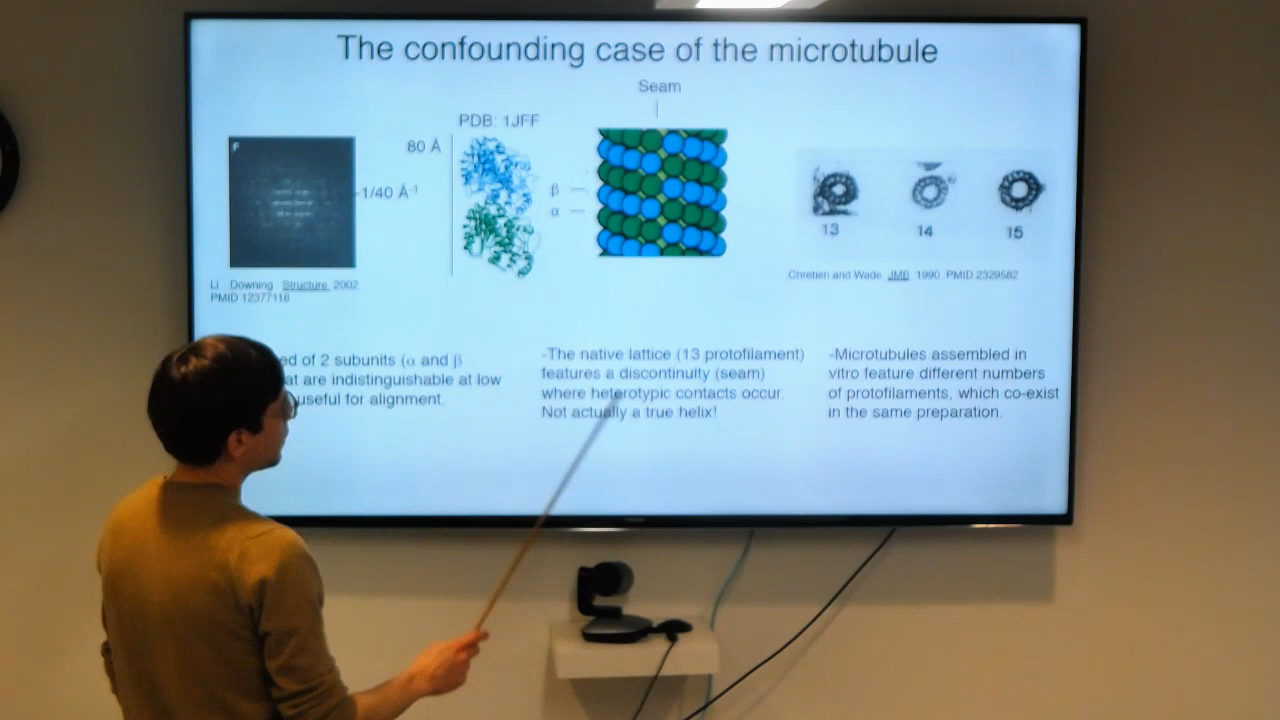 The confounding case of the microtubule
Seam
PDB: 1JFF
F
80 Å
1/40 Å-1
β
α
13
14
15
Li Downing Structure 2002
PMID 12377118
Chretien and Wade JMB 1990 PMID 2329562
of 2 subunits (α and β
are indistinguishable at low
useful for alignment.
-The native lattice (13 protofilament)
features a discontinuity (seam)
where heterotypic contacts occur.
Not actually a true helix!
-Microtubules assembled in
vitro feature different numbers
of protofilaments, which co-exist
in the same preparation.